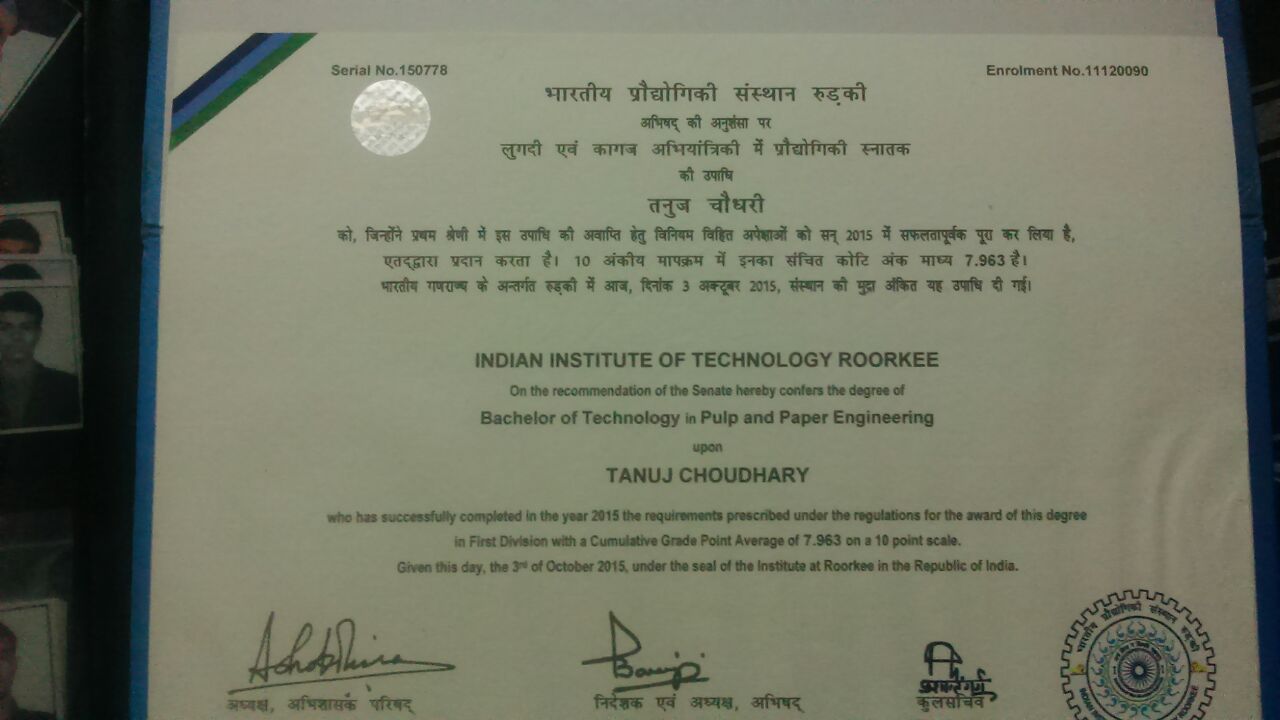 Serial No.150778
Enrolment No.11120090
भारतीय प्रौद्योगिकी संस्थान रुड़की
अभिषद् की अनुशंसा पर
लुगदी एवं कागज अभियांत्रिकी में प्रौद्योगिकी स्नातक
की उपाधि
तनुज चौधरी
को, जिन्होंने प्रथम श्रेणी में इस उपाधि की अवाप्ति हेतु विनियम विहित अपेक्षाओं को सन् 2015 में सफलतापूर्वक पूरा कर लिया है,
एतद्द्वारा प्रदान करता है। 10 अंकीय मापक्रम में इनका संचित कोटि अंक माध्य 7.963 है।
भारतीय गणराज्य के अन्तर्गत रुड़की में आज, दिनांक 3 अक्टूबर 2015, संस्थान की मुद्रा अंकित यह उपाधि दी गई।
INDIAN INSTITUTE OF TECHNOLOGY ROORKEE
On the recommendation of the Senate hereby confers the degree of
Bachelor of Technology in Pulp and Paper Engineering
upon
TANUJ CHOUDHARY
who has successfully completed in the year 2015 the requirements prescribed under the regulations for the award of this degree
in First Division with a Cumulative Grade Point Average of 7.963 on a 10 point scale.
Given this day, the 3rd of October 2015, under the seal of the Institute at Roorkee in the Republic of India.
अध्यक्ष, अभिशासक परिषद्
निर्देशक एवं अध्यक्ष, अभिषद्
कुलसचिव
भारतीय प्रौद्योगिकी संस्थान रुड़की